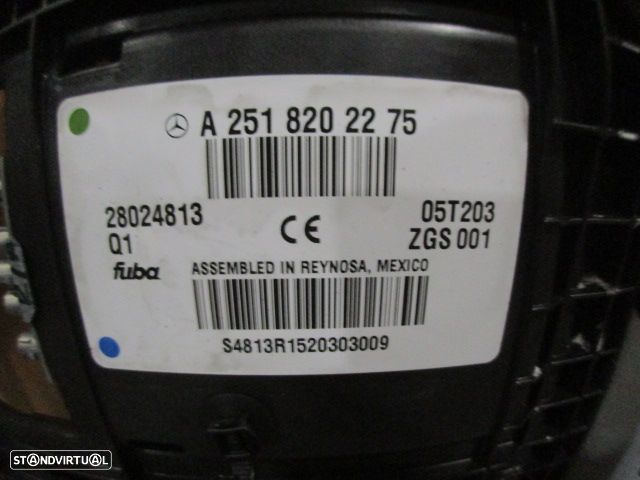 A 251 820 22 75
28024813
05T203
Q1
CE
ZGS 001
fuba
ASSEMBLED IN REYNOSA, MEXICO
S4813R1520303009
STANDVIRTUAL